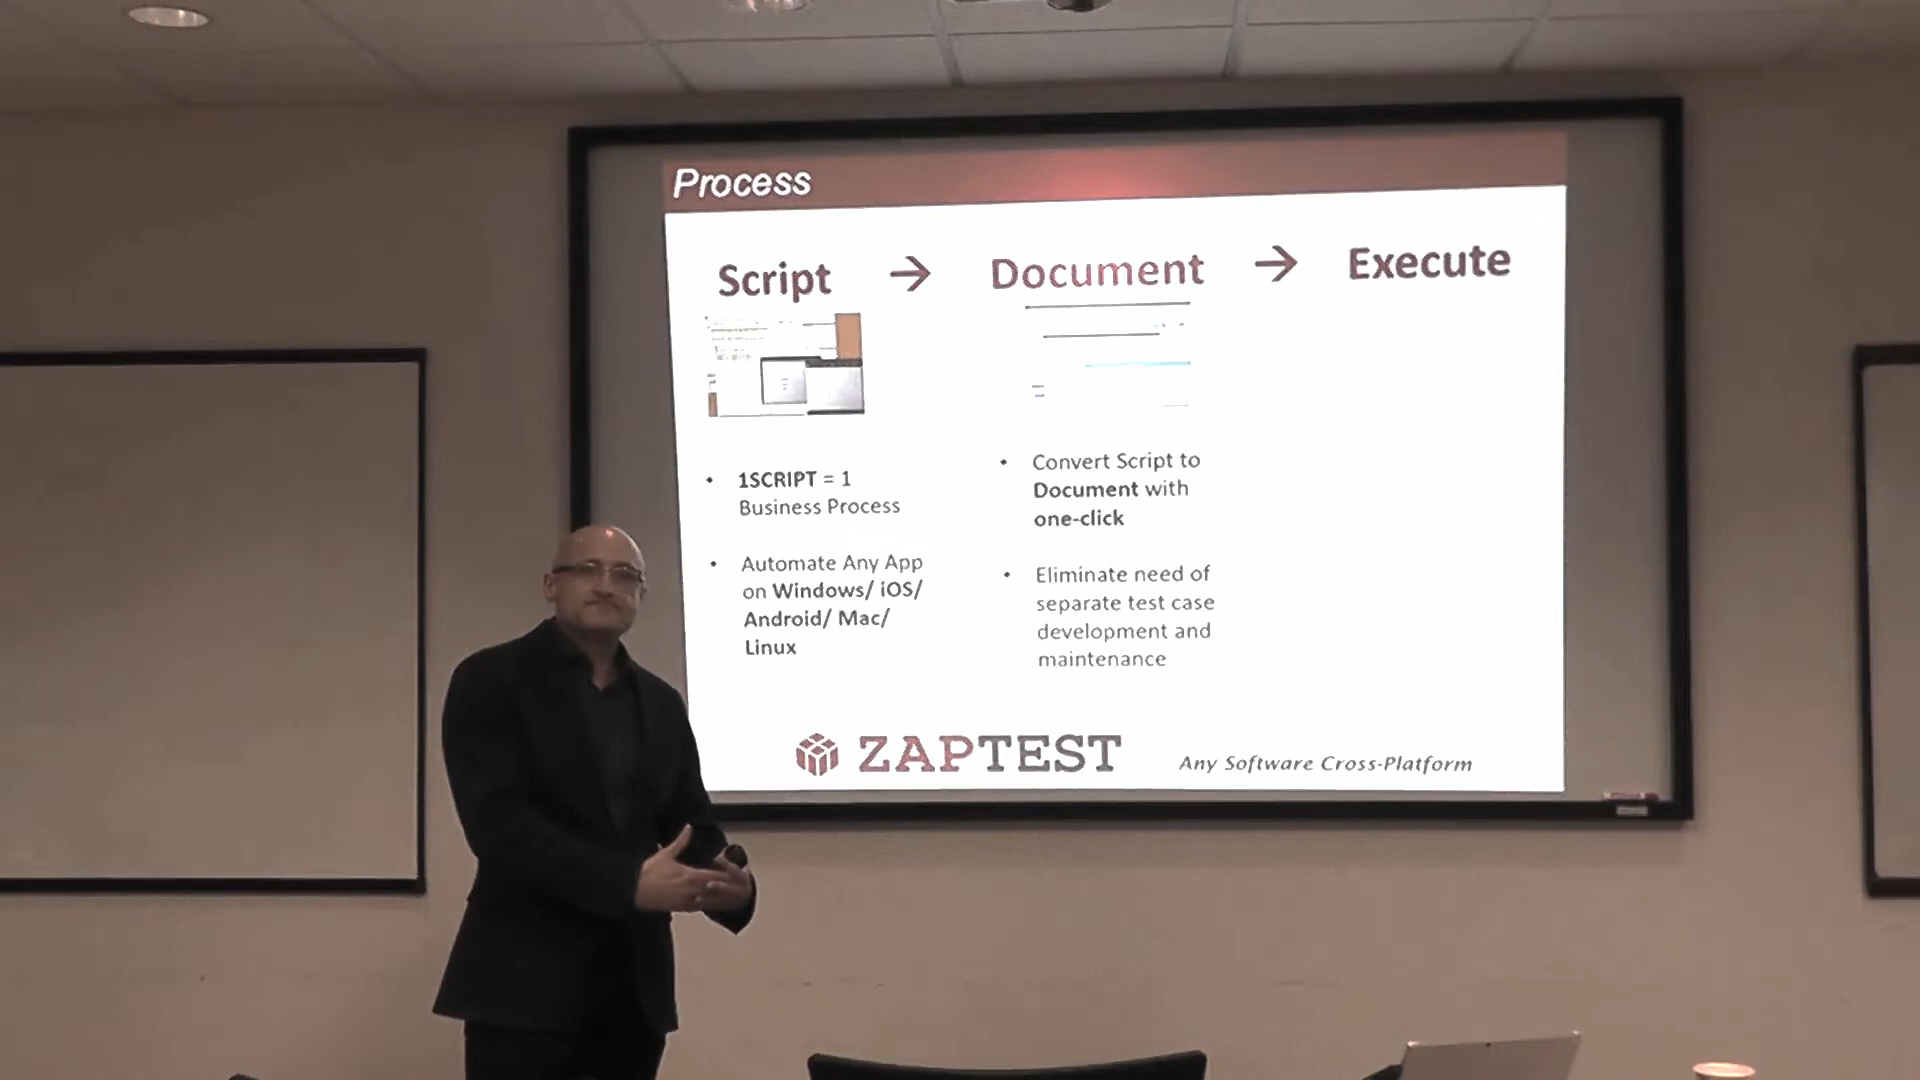 Process
Script → Document → Execute
• 1SCRIPT = 1
Business Process
• Automate Any App
on Windows/ iOS/
Android/ Mac/
Linux
• Convert Script to
Document with
one-click
• Eliminate need of
separate test case
development and
maintenance
ZAPTEST
Any Software Cross-Platform